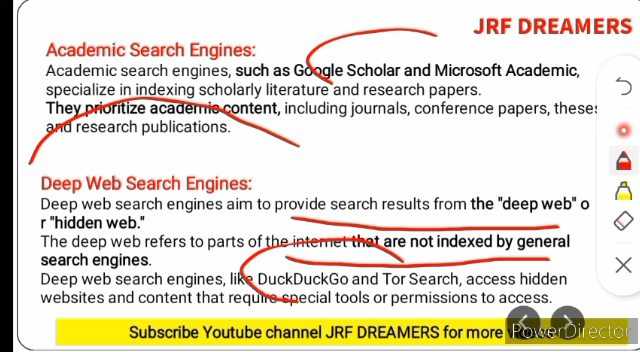 JRF DREAMERS
Academic Search Engines:
Academic search engines, such as Google Scholar and Microsoft Academic,
specialize in indexing scholarly literature and research papers.
They prioritize academic content, including journals, conference papers, theses
and research publications.
Deep Web Search Engines:
Deep web search engines aim to provide search results from the "deep web" o
r "hidden web."
The deep web refers to parts of the internet that are not indexed by general
search engines.
Deep web search engines, like DuckDuckGo and Tor Search, access hidden
websites and content that require special tools or permissions to access.
Subscribe Youtube channel JRF DREAMERS for more
PowerDirector